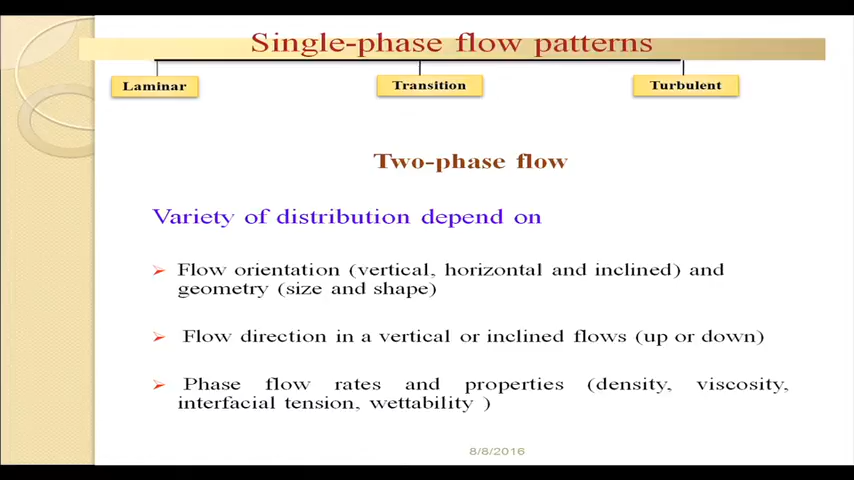 Single-phase flow patterns
Laminar
Transition
Turbulent
Two-phase flow
Variety of distribution depend on
➢ Flow orientation (vertical, horizontal and inclined) and
geometry (size and shape)
➢ Flow direction in a vertical or inclined flows (up or down)
➢ Phase flow rates and properties (density, viscosity,
interfacial tension, wettability )
8/8/2016